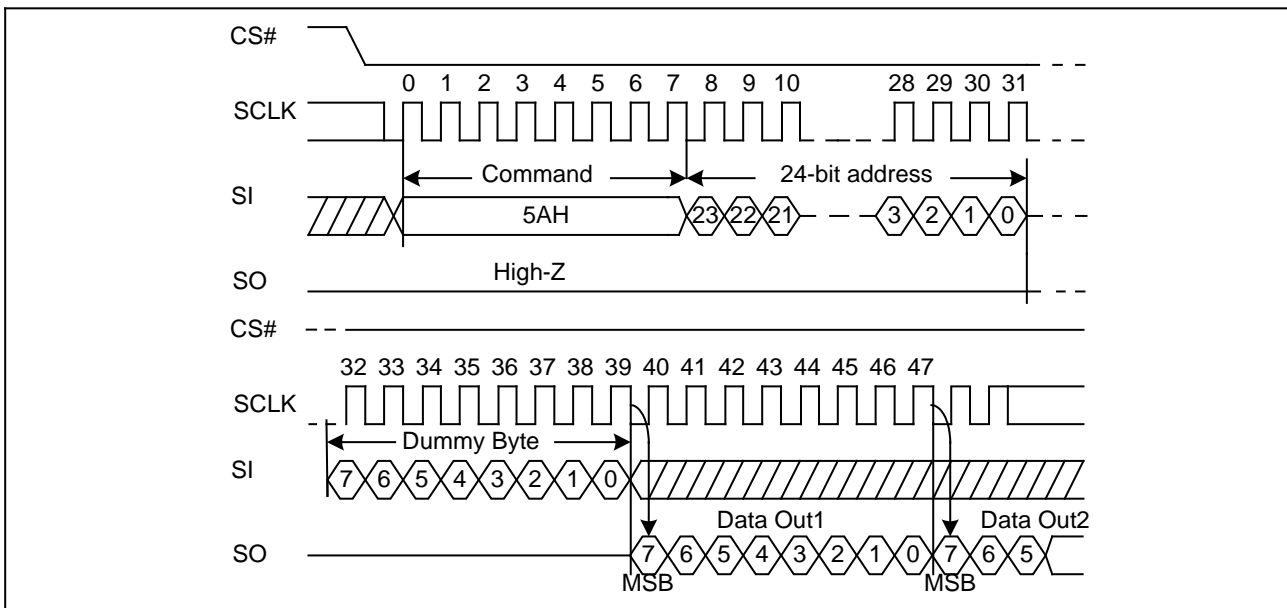 CS#
0 1 2 3 4 5 6 7 8 9 10 28 29 30 31
SCLK
Command 24-bit address
SI
5AH 23 22 21 3 2 1 0
High-Z
SO
CS#
32 33 34 35 36 37 38 39 40 41 42 43 44 45 46 47
SCLK
Dummy Byte
SI
7 6 5 4 3 2 1 0
Data Out1 Data Out2
SO
7 6 5 4 3 2 1 0 7 6 5
MSB MSB